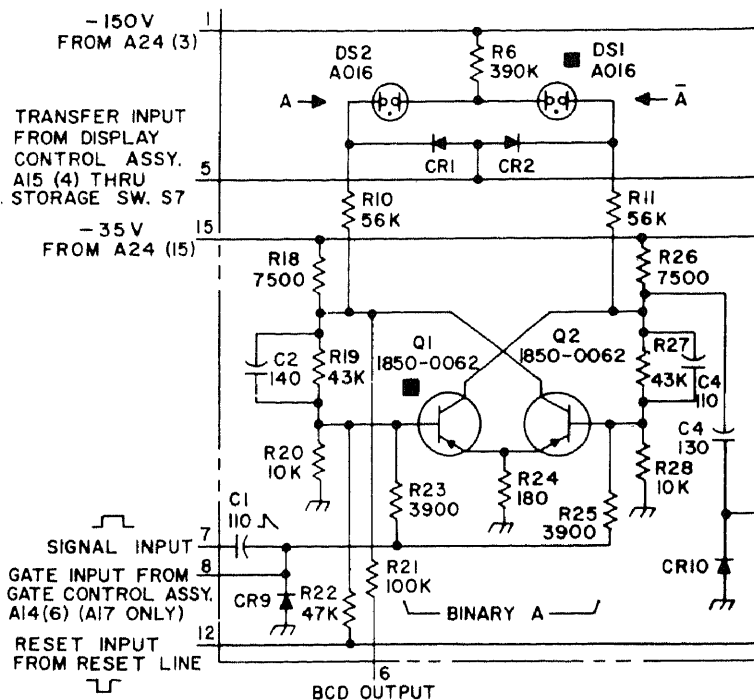 -150V
FROM A24 (3)
1
DS2
A016
R6
390K
DS1
A016
A
Ā
TRANSFER INPUT
FROM DISPLAY
CONTROL ASSY.
A15 (4) THRU
STORAGE SW. S7
5
CR1
CR2
R10
56K
R11
56K
-35V
FROM A24 (15)
15
R18
7500
R26
7500
C2
140
R19
43K
Q1
1850-0062
Q2
1850-0062
R27
43K
C4
110
C4
130
R20
10K
R24
180
R28
10K
R23
3900
R25
3900
C1
110
7
SIGNAL INPUT
8
GATE INPUT FROM
GATE CONTROL ASSY.
A14(6) (A17 ONLY)
CR9
R22
47K
R21
100K
BINARY A
CR10
12
RESET INPUT
FROM RESET LINE
6
BCD OUTPUT